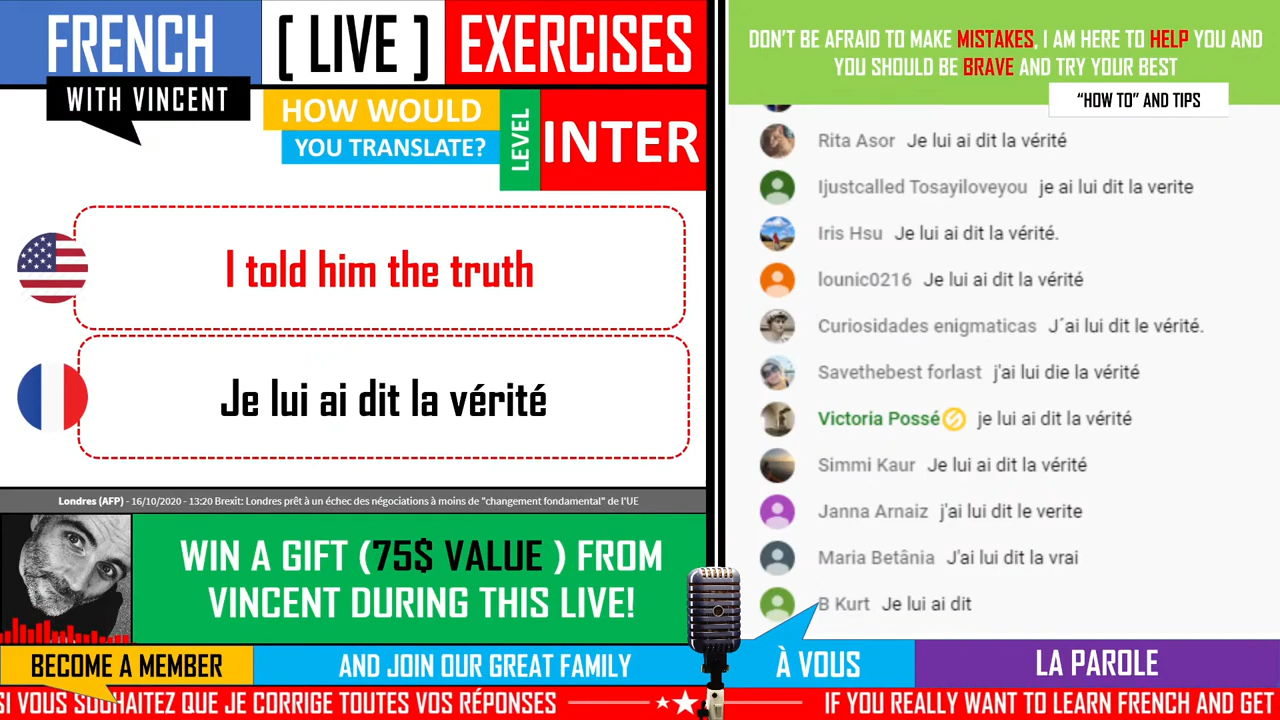 FRENCH
WITH VINCENT
[ LIVE ]
EXERCISES
HOW WOULD
YOU TRANSLATE?
LEVEL
INTER
I told him the truth
Je lui ai dit la vérité
Londres (AFP) - 16/10/2020 - 13:20 Brexit: Londres prêt à un échec des négociations à moins de "changement fondamental" de l'UE
WIN A GIFT (75$ VALUE ) FROM
VINCENT DURING THIS LIVE!
BECOME A MEMBER
AND JOIN OUR GREAT FAMILY
DON'T BE AFRAID TO MAKE MISTAKES, I AM HERE TO HELP YOU AND
YOU SHOULD BE BRAVE AND TRY YOUR BEST
“HOW TO” AND TIPS
Rita Asor Je lui ai dit la vérité
Ijustcalled Tosayiloveyou je ai lui dit la verite
Iris Hsu Je lui ai dit la vérité.
lounic0216 Je lui ai dit la vérité
Curiosidades enigmaticas J´ai lui dit le vérité.
Savethebest forlast j'ai lui die la vérité
Victoria Possé je lui ai dit la vérité
Simmi Kaur Je lui ai dit la vérité
Janna Arnaiz j'ai lui dit le verite
Maria Betânia J'ai lui dit la vrai
B Kurt Je lui ai dit
À VOUS
LA PAROLE
SI VOUS SOUHAITEZ QUE JE CORRIGE TOUTES VOS RÉPONSES
IF YOU REALLY WANT TO LEARN FRENCH AND GET